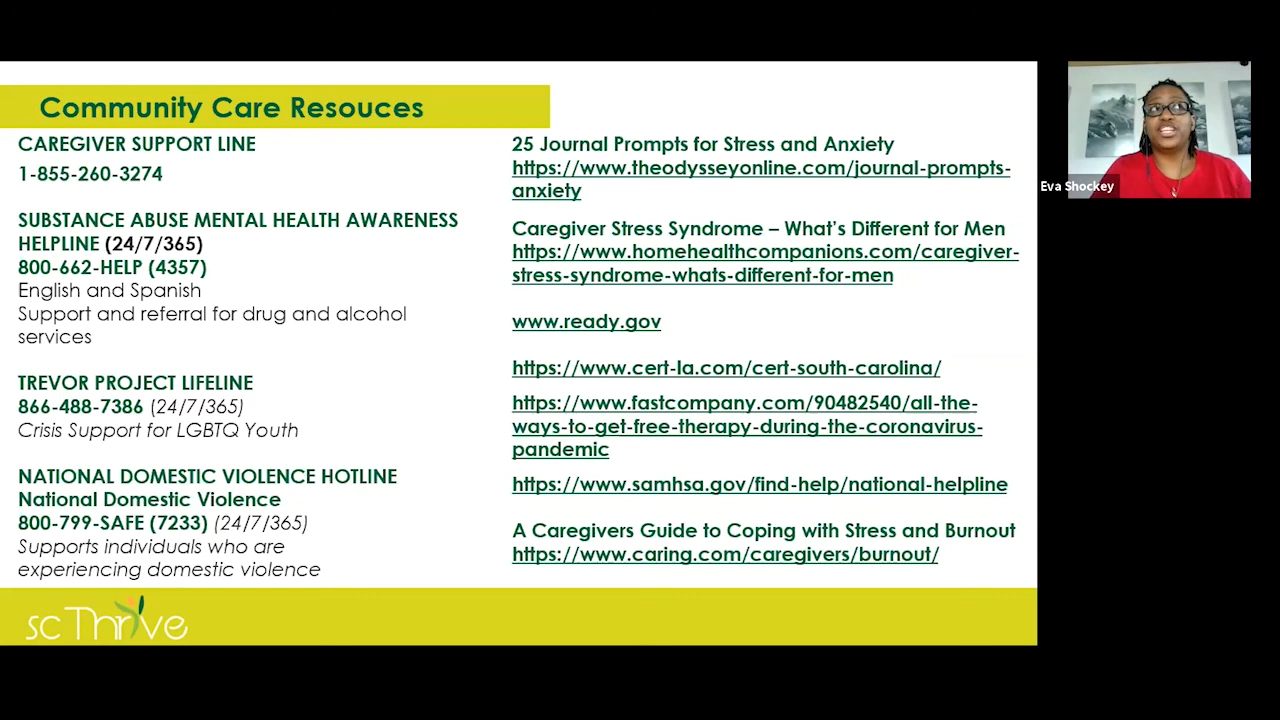 Community Care Resouces
CAREGIVER SUPPORT LINE
1-855-260-3274
SUBSTANCE ABUSE MENTAL HEALTH AWARENESS
HELPLINE (24/7/365)
800-662-HELP (4357)
English and Spanish
Support and referral for drug and alcohol
services
TREVOR PROJECT LIFELINE
866-488-7386 (24/7/365)
Crisis Support for LGBTQ Youth
NATIONAL DOMESTIC VIOLENCE HOTLINE
National Domestic Violence
800-799-SAFE (7233) (24/7/365)
Supports individuals who are
experiencing domestic violence
25 Journal Prompts for Stress and Anxiety
https://www.theodysseyonline.com/journal-prompts-
anxiety
Caregiver Stress Syndrome – What's Different for Men
https://www.homehealthcompanions.com/caregiver-
stress-syndrome-whats-different-for-men
www.ready.gov
https://www.cert-la.com/cert-south-carolina/
https://www.fastcompany.com/90482540/all-the-
ways-to-get-free-therapy-during-the-coronavirus-
pandemic
https://www.samhsa.gov/find-help/national-helpline
A Caregivers Guide to Coping with Stress and Burnout
https://www.caring.com/caregivers/burnout/
sc Thrive
Eva Shockey